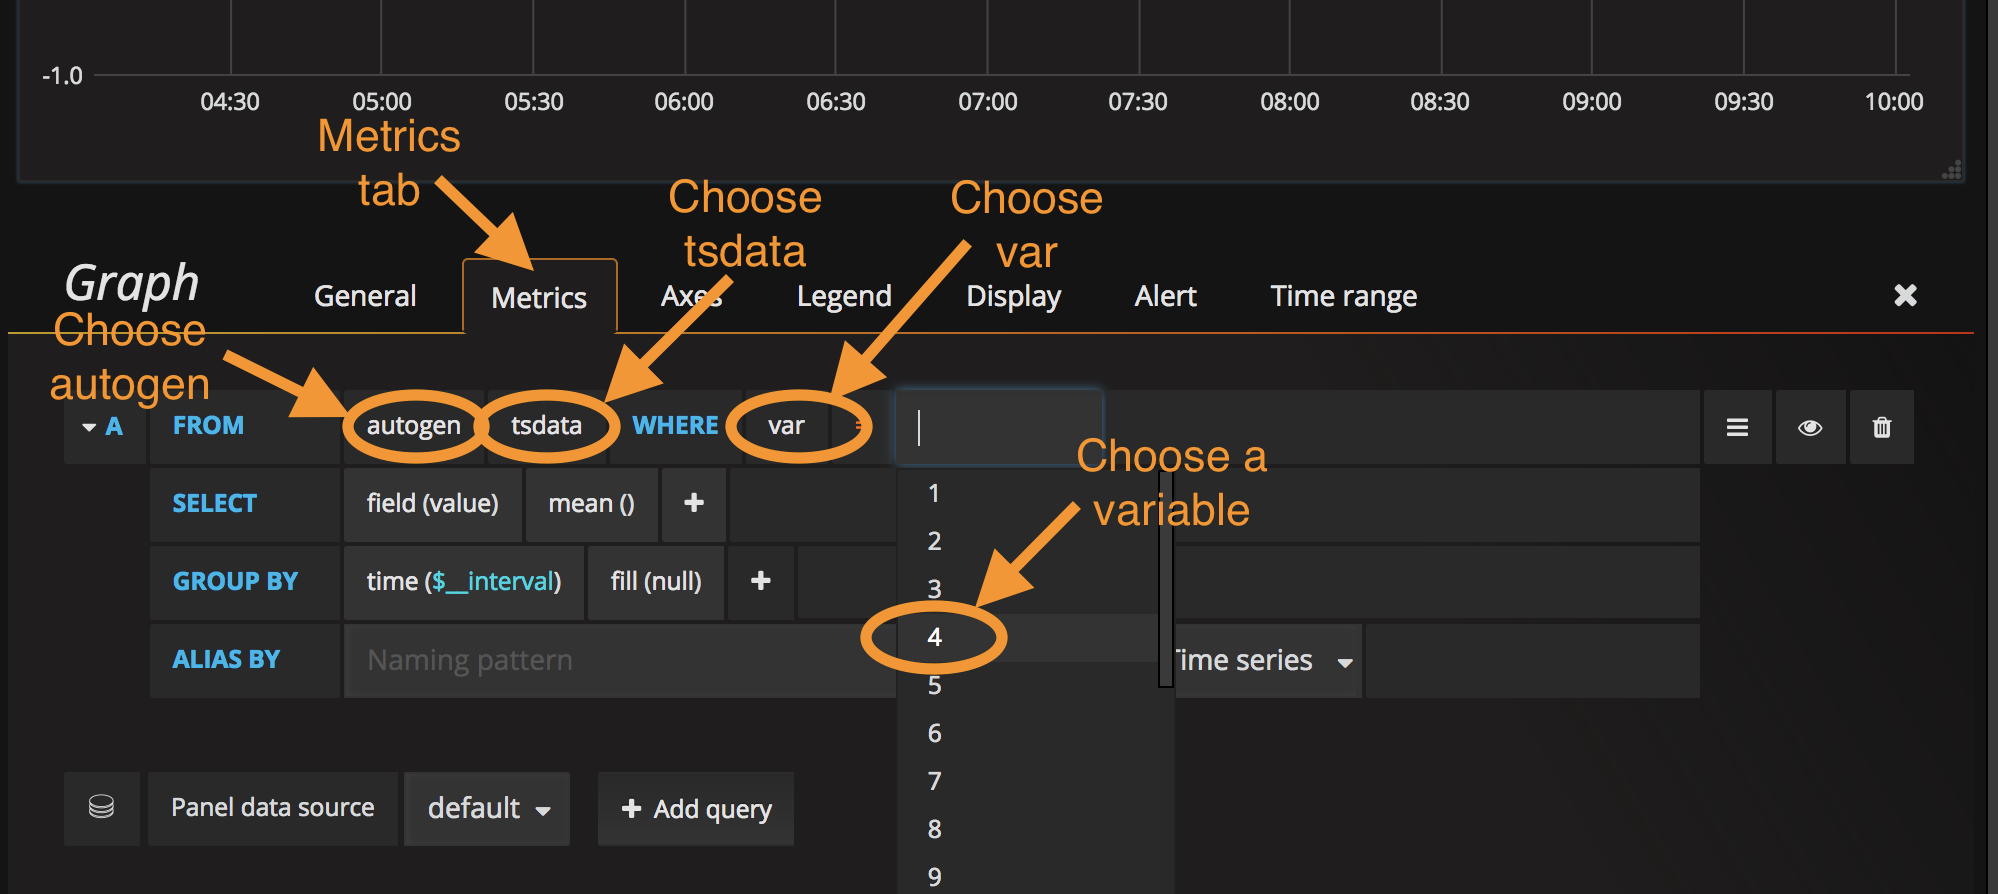 -1.0
04:30 05:00 05:30 06:00 06:30 07:00 07:30 08:00 08:30 09:00 09:30 10:00
Metrics
tab
Choose
tsdata
Choose
var
Graph
General Metrics Axes Legend Display Alert Time range
Choose
autogen
A FROM autogen tsdata WHERE var =
Choose a
variable
SELECT field (value) mean () +
GROUP BY time ($__interval) fill (null) +
ALIAS BY Naming pattern Time series
1
2
3
4
5
6
7
8
9
Panel data source default + Add query